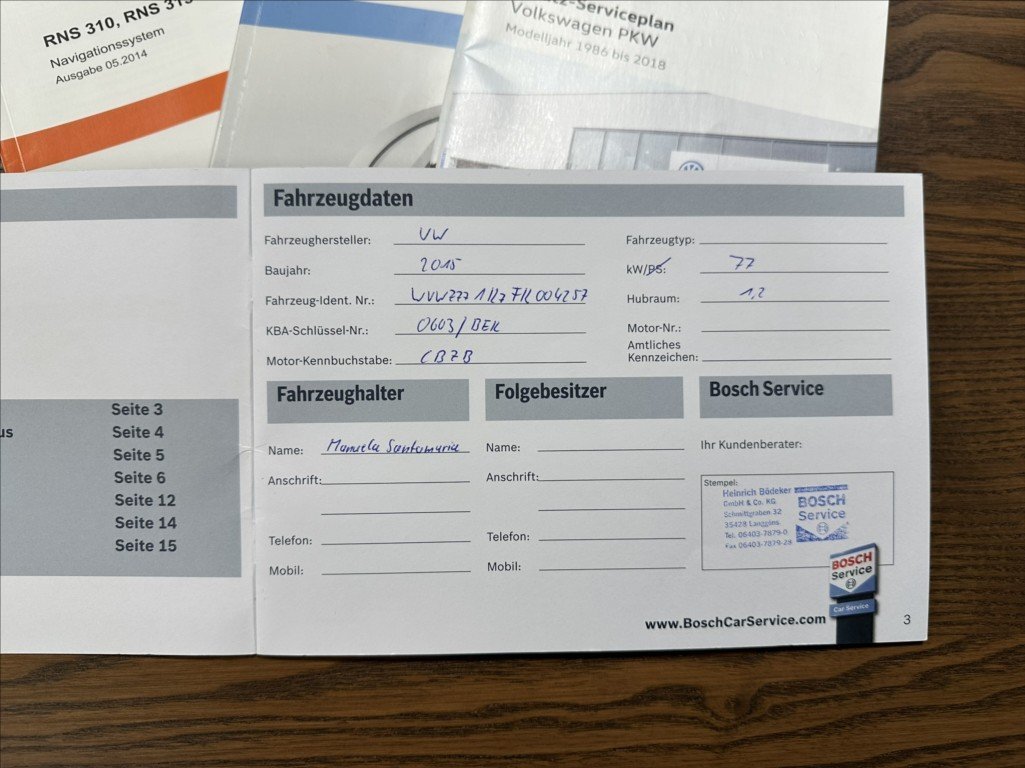 RNS 310, RNS 315
Navigationssystem
Ausgabe 05.2014
tz-Serviceplan
Volkswagen PKW
Modelljahr 1986 bis 2018
Fahrzeugdaten
Fahrzeughersteller: VW
Fahrzeugtyp:
Baujahr: 2015
kW/PS: 77
Fahrzeug-Ident. Nr.: WVWZZZ1KZFK004257
Hubraum: 1,2
KBA-Schlüssel-Nr.: 0603/BEK
Motor-Nr.:
Motor-Kennbuchstabe: CBZB
Amtliches
Kennzeichen:
us
Seite 3
Seite 4
Seite 5
Seite 6
Seite 12
Seite 14
Seite 15
Fahrzeughalter
Name: Manuela Santamaria
Anschrift:
Telefon:
Mobil:
Folgebesitzer
Name:
Anschrift:
Telefon:
Mobil:
Bosch Service
Ihr Kundenberater:
Stempel:
Heinrich Bödeker
GmbH & Co. KG
Schmittgraben 32
35428 Langgöns
Tel. 06403-7879-0
Fax 06403-7879-29
BOSCH
Service
BOSCH
Service
Car Service
www.BoschCarService.com
3